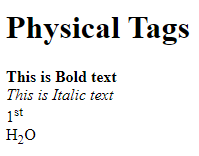 Physical Tags
This is Bold text
This is Italic text
1st
H2O